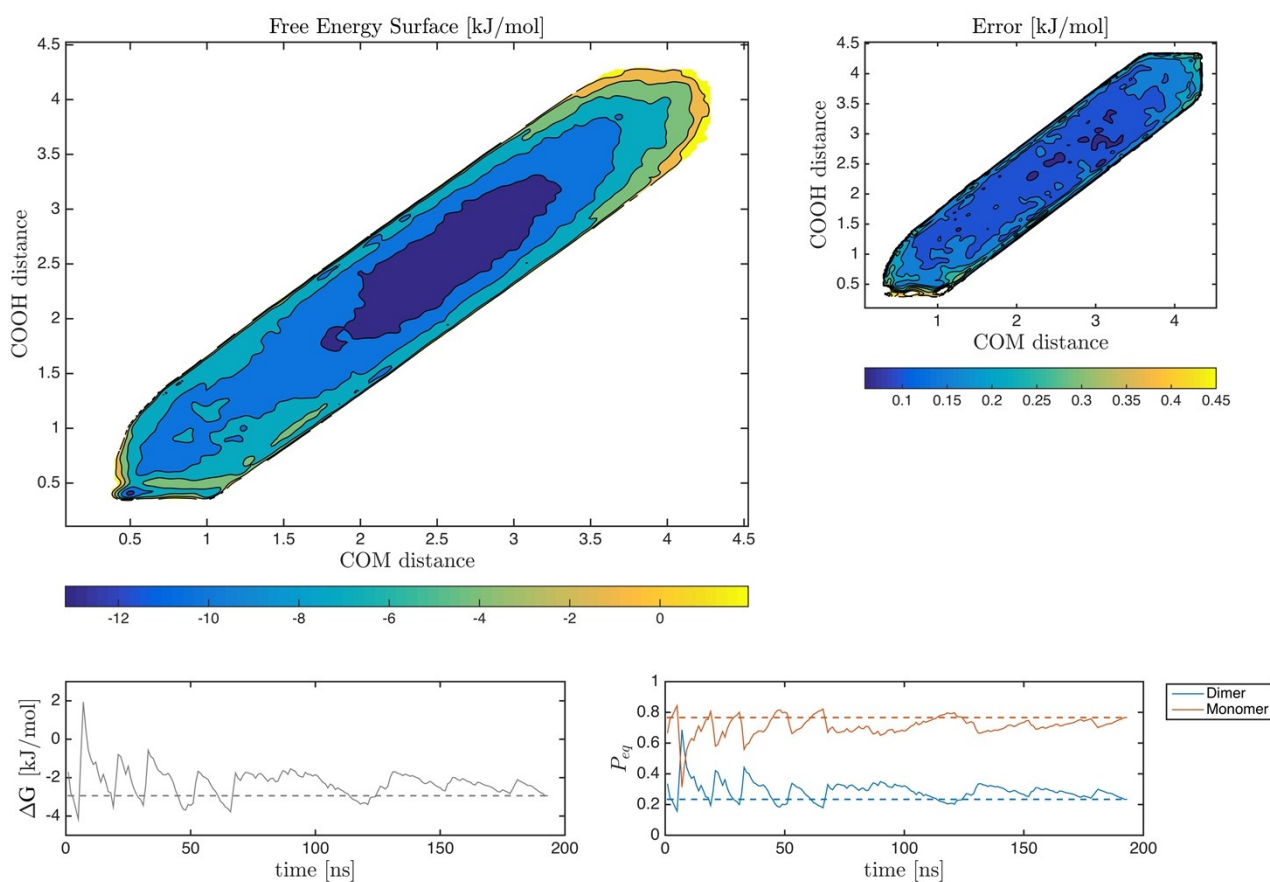 Free Energy Surface [kJ/mol]
4.5
4
3.5
3
2.5
2
1.5
1
0.5
COOH distance
0.5 1 1.5 2 2.5 3 3.5 4 4.5
COM distance
-12 -10 -8 -6 -4 -2 0
Error [kJ/mol]
4.5
4
3.5
3
2.5
2
1.5
1
0.5
COOH distance
1 2 3 4
COM distance
0.1 0.15 0.2 0.25 0.3 0.35 0.4 0.45
2
0
-2
-4
ΔG [kJ/mol]
0 50 100 150 200
time [ns]
1
0.8
0.6
0.4
0.2
0
P_eq
0 50 100 150 200
time [ns]
Dimer
Monomer